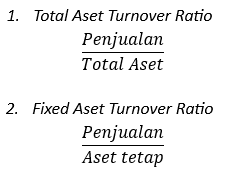 1. Total Aset Turnover Ratio
Penjualan
Total Aset
2. Fixed Aset Turnover Ratio
Penjualan
Aset tetap